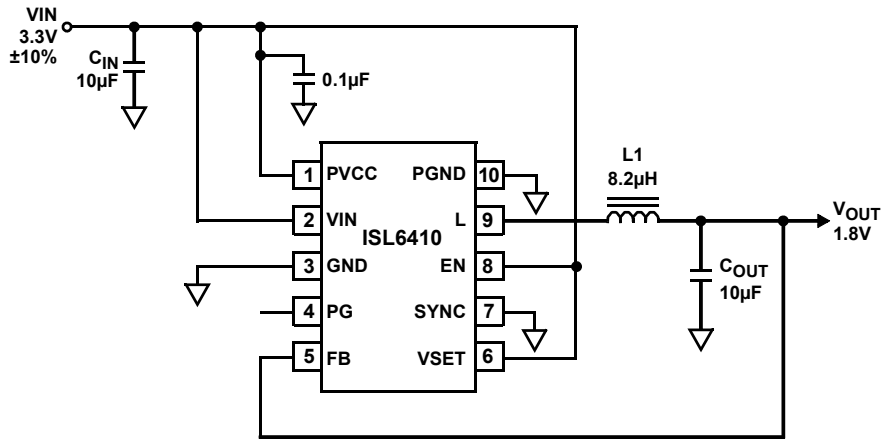 VIN
3.3V
±10%
CIN
10µF
0.1µF
1 PVCC PGND 10
2 VIN L 9
ISL6410
3 GND EN 8
4 PG SYNC 7
5 FB VSET 6
L1
8.2µH
VOUT
1.8V
COUT
10µF